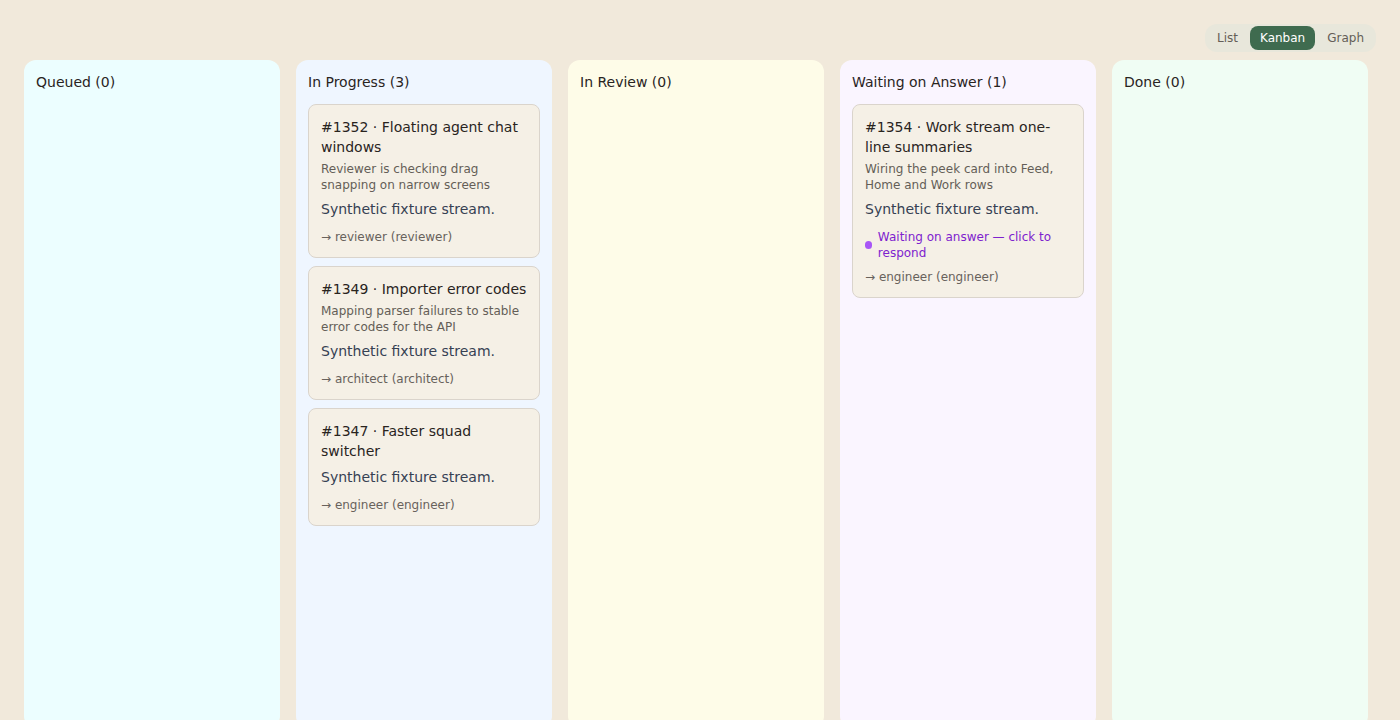 List Kanban Graph
Queued (0)
In Progress (3)
#1352 · Floating agent chat
windows
Reviewer is checking drag
snapping on narrow screens
Synthetic fixture stream.
→ reviewer (reviewer)
#1349 · Importer error codes
Mapping parser failures to stable
error codes for the API
Synthetic fixture stream.
→ architect (architect)
#1347 · Faster squad
switcher
Synthetic fixture stream.
→ engineer (engineer)
In Review (0)
Waiting on Answer (1)
#1354 · Work stream one-
line summaries
Wiring the peek card into Feed,
Home and Work rows
Synthetic fixture stream.
Waiting on answer — click to
respond
→ engineer (engineer)
Done (0)